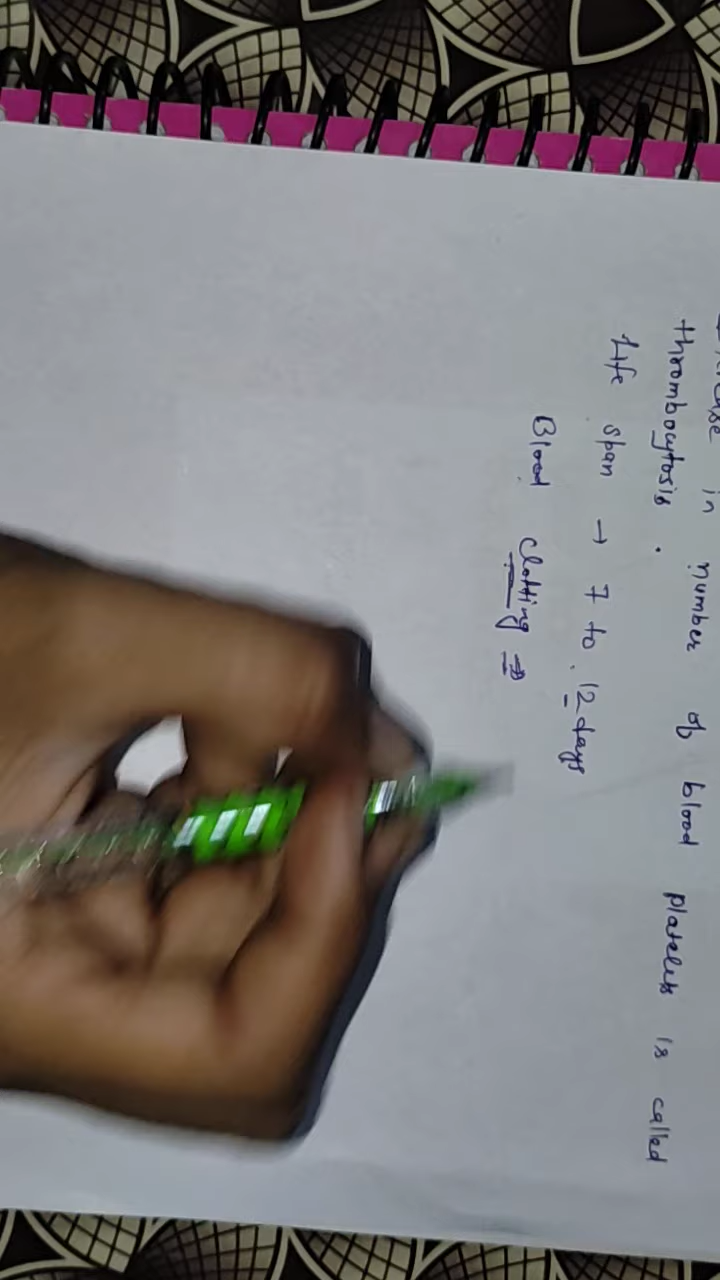 in number of blood platelets is called
thrombocytosis.
Life span → 7 to 12 days
Blood clotting ⇒